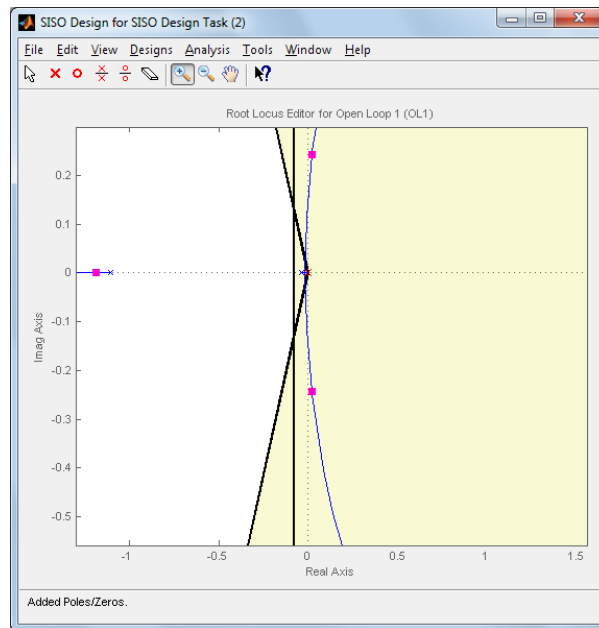 SISO Design for SISO Design Task (2)
File Edit View Designs Analysis Tools Window Help
Root Locus Editor for Open Loop 1 (OL1)
0.2
0.1
0
-0.1
-0.2
-0.3
-0.4
-0.5
Imag Axis
-1 -0.5 0 0.5 1 1.5
Real Axis
Added Poles/Zeros.